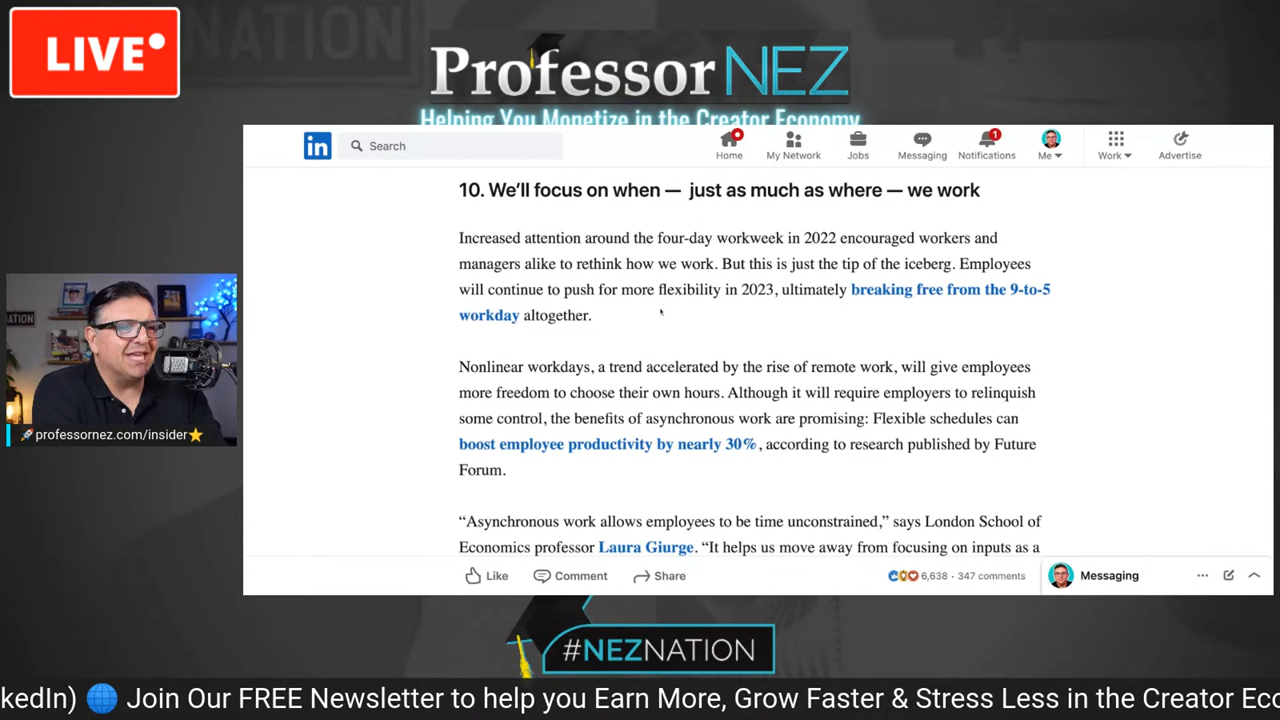 LIVE
NATION
Professor NEZ
Helping You Monetize in the Creator Economy
in
Search
Home
My Network
Jobs
Messaging
1
Notifications
Me
Work
Advertise
10. We’ll focus on when — just as much as where — we work
Increased attention around the four-day workweek in 2022 encouraged workers and
managers alike to rethink how we work. But this is just the tip of the iceberg. Employees
will continue to push for more flexibility in 2023, ultimately breaking free from the 9-to-5
workday altogether.
Nonlinear workdays, a trend accelerated by the rise of remote work, will give employees
more freedom to choose their own hours. Although it will require employers to relinquish
some control, the benefits of asynchronous work are promising: Flexible schedules can
boost employee productivity by nearly 30%, according to research published by Future
Forum.
“Asynchronous work allows employees to be time unconstrained,” says London School of
Economics professor Laura Giurge. “It helps us move away from focusing on inputs as a
Like
Comment
Share
6,638 · 347 comments
Messaging
NATION
professornez.com/insider
#NEZNATION
kedIn) Join Our FREE Newsletter to help you Earn More, Grow Faster & Stress Less in the Creator Eco